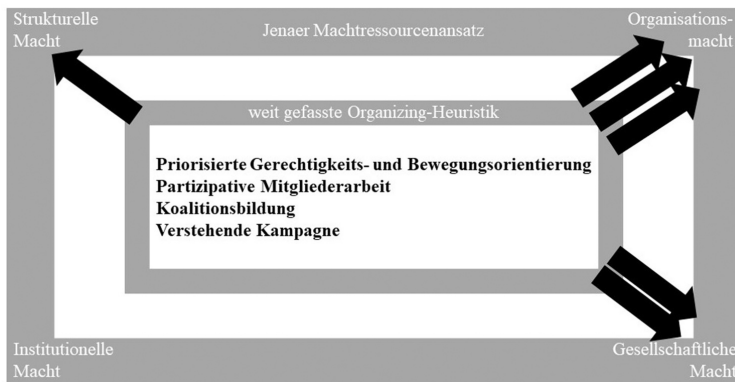 Strukturelle
Macht
Jenaer Machtressourcenansatz
Organisations-
macht
weit gefasste Organizing-Heuristik
Priorisierte Gerechtigkeits- und Bewegungsorientierung
Partizipative Mitgliederarbeit
Koalitionsbildung
Verstehende Kampagne
Institutionelle
Macht
Gesellschaftliche
Macht